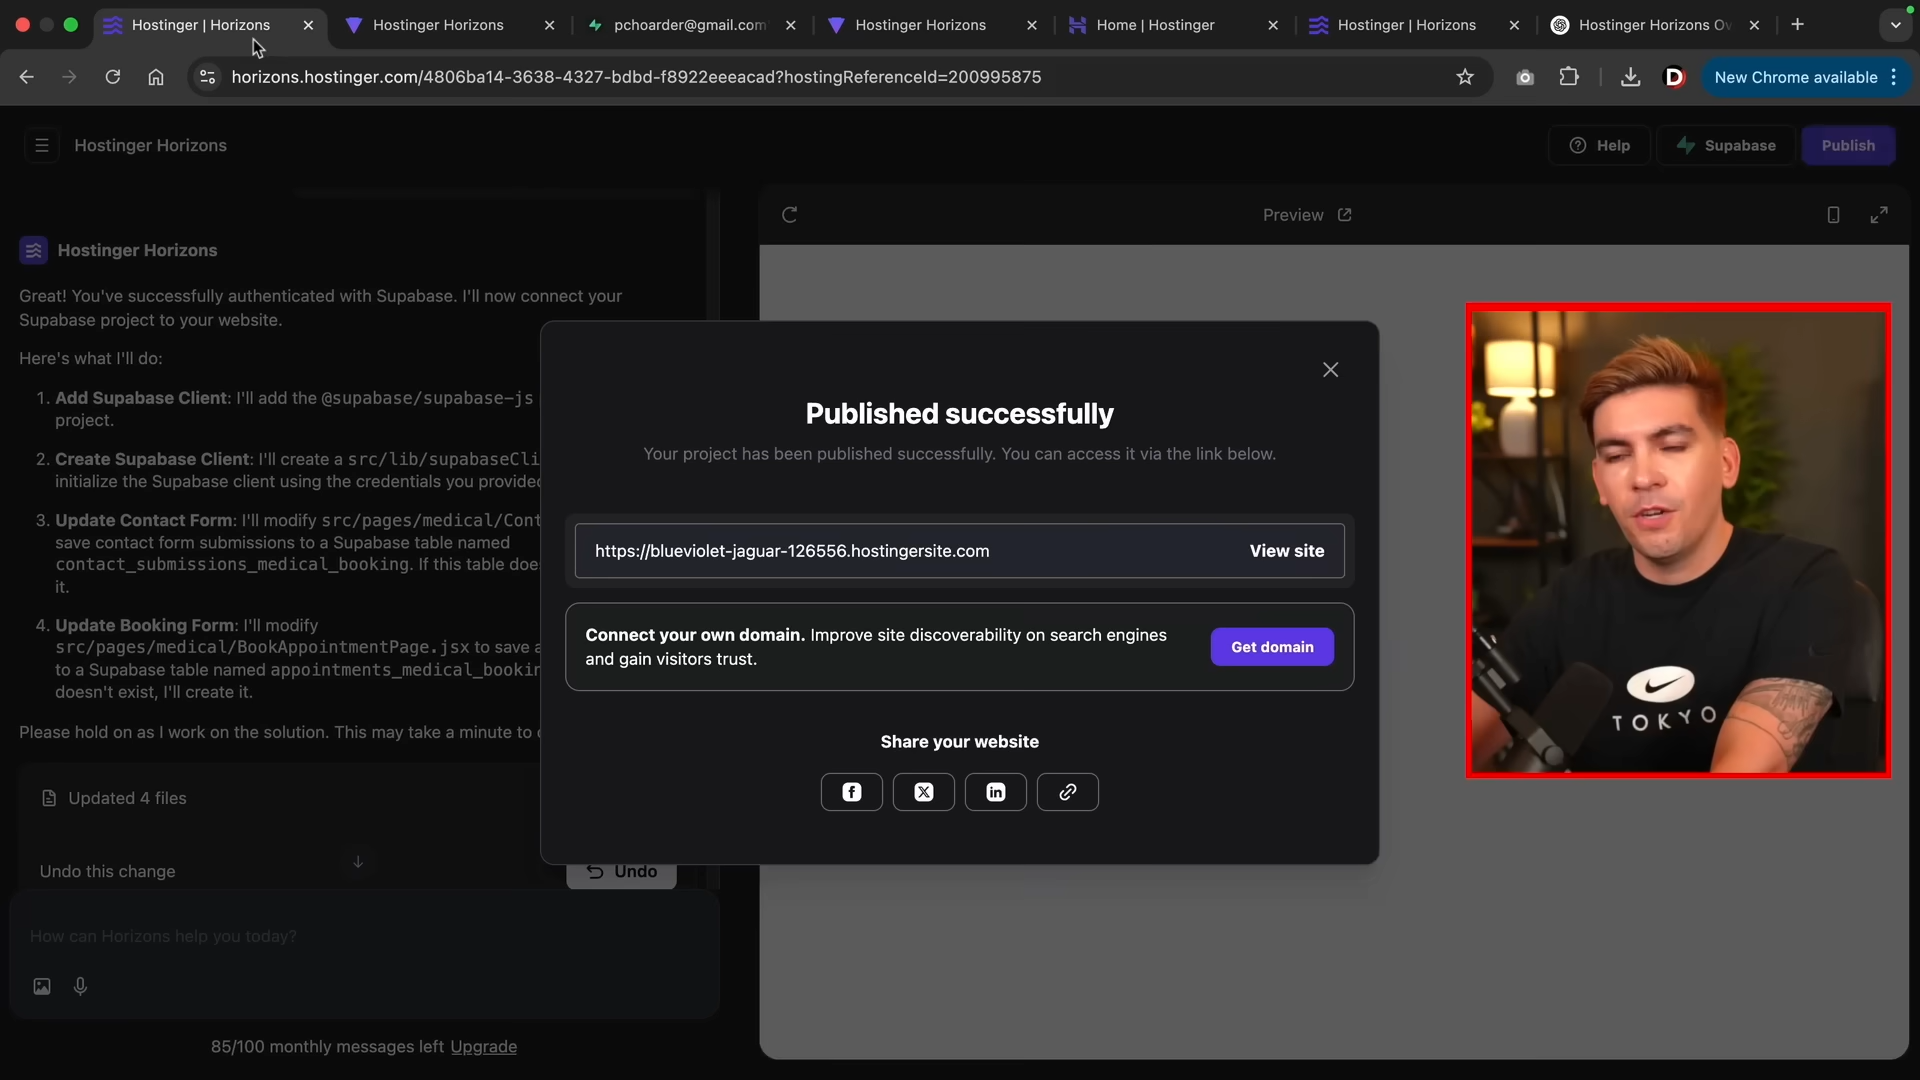 Hostinger | Horizons
Hostinger Horizons
pchoarder@gmail.com
Hostinger Horizons
Home | Hostinger
Hostinger | Horizons
Hostinger Horizons Ov
horizons.hostinger.com/4806ba14-3638-4327-bdbd-f8922eeeacad?hostingReferenceId=200995875
New Chrome available
Hostinger Horizons
Help
Supabase
Publish
Preview
Hostinger Horizons
Great! You've successfully authenticated with Supabase. I'll now connect your
Supabase project to your website.
Here's what I'll do:
1. Add Supabase Client: I'll add the @supabase/supabase-js
project.
2. Create Supabase Client: I'll create a src/lib/supabaseCli
initialize the Supabase client using the credentials you provided
3. Update Contact Form: I'll modify src/pages/medical/Cont
save contact form submissions to a Supabase table named
contact_submissions_medical_booking. If this table doe
it.
4. Update Booking Form: I'll modify
src/pages/medical/BookAppointmentPage.jsx to save a
to a Supabase table named appointments_medical_bookin
doesn't exist, I'll create it.
Please hold on as I work on the solution. This may take a minute to
Updated 4 files
Undo this change
Undo
How can Horizons help you today?
85/100 monthly messages left Upgrade
Published successfully
Your project has been published successfully. You can access it via the link below.
https://blueviolet-jaguar-126556.hostingersite.com
View site
Connect your own domain. Improve site discoverability on search engines
and gain visitors trust.
Get domain
Share your website
TOKYO